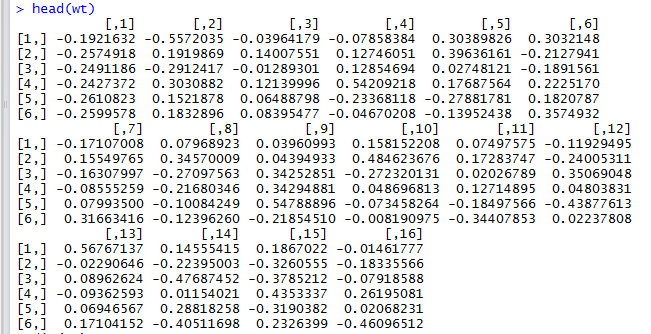 > head(wt)
[,1] [,2] [,3] [,4] [,5] [,6]
[1,] -0.1921632 -0.5572035 -0.03964179 -0.07858384 0.30389826 0.3032148
[2,] -0.2574918 0.1919869 0.14007551 0.12746051 0.39636161 -0.2127941
[3,] -0.2491186 -0.2912417 -0.01289301 0.12854694 0.02748121 -0.1891561
[4,] -0.2427372 0.3030882 0.12139996 0.54209218 0.17687564 0.2225170
[5,] -0.2610823 0.1521878 0.06488798 -0.23368118 -0.27881781 0.1820787
[6,] -0.2599578 0.1832896 0.08395477 -0.04670208 -0.13952438 0.3574932
[,7] [,8] [,9] [,10] [,11] [,12]
[1,] -0.17107008 0.07968923 0.03960993 0.158152208 0.07497575 -0.11929495
[2,] 0.15549765 0.34570009 0.04394933 0.484623676 0.17283747 -0.24005311
[3,] -0.16307997 -0.27097563 0.34252851 -0.272320131 0.02026789 0.35069048
[4,] -0.08555259 -0.21680346 0.34294881 0.048696813 0.12714895 0.04803831
[5,] 0.07993500 -0.10084249 0.54788896 -0.073458264 -0.18497566 -0.43877613
[6,] 0.31663416 -0.12396260 -0.21854510 -0.008190975 -0.34407853 0.02237808
[,13] [,14] [,15] [,16]
[1,] 0.56767137 0.14555415 0.1867022 -0.01461777
[2,] -0.02290646 -0.22395003 -0.3260555 -0.18335566
[3,] 0.08962624 -0.47687452 -0.3785212 -0.07918588
[4,] -0.09362593 0.01154021 0.4353337 0.26195081
[5,] 0.06946567 0.28818258 -0.3190382 0.02068231
[6,] 0.17104152 -0.40511698 0.2326399 -0.46096512